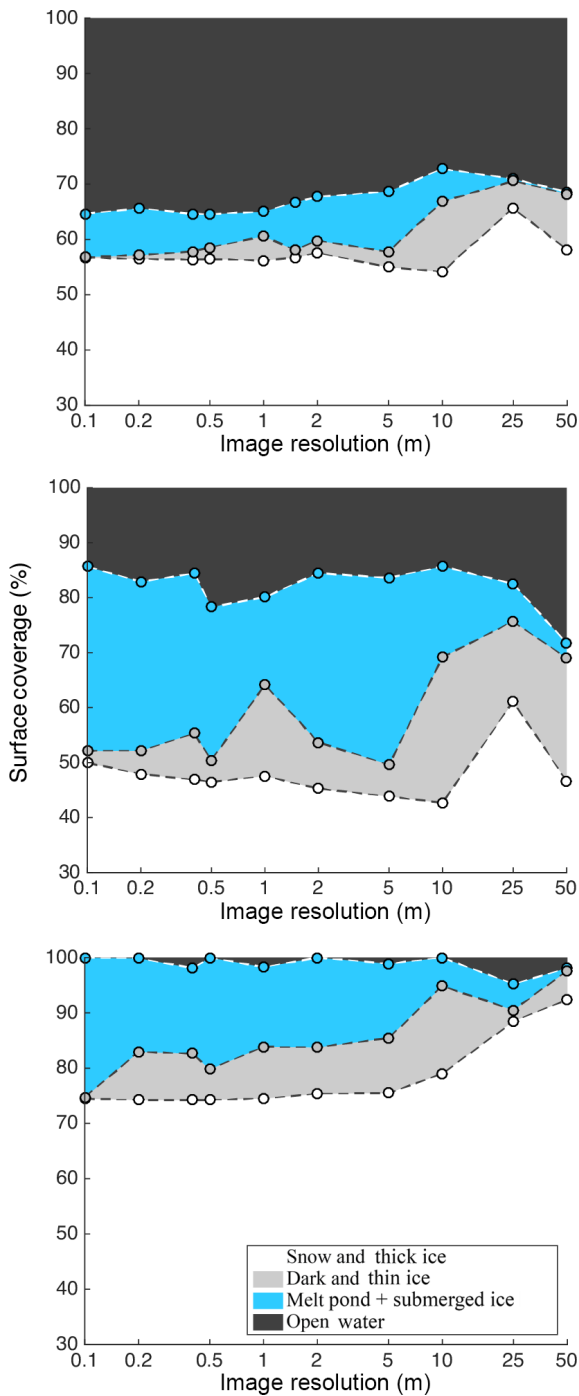 100
90
80
70
60
50
40
30
0.1 0.2 0.5 1 2 5 10 25 50
Image resolution (m)
100
90
80
70
60
50
40
30
0.1 0.2 0.5 1 2 5 10 25 50
Image resolution (m)
Surface coverage (%)
100
90
80
70
60
50
40
30
Snow and thick ice
Dark and thin ice
Melt pond + submerged ice
Open water
0.1 0.2 0.5 1 2 5 10 25 50
Image resolution (m)